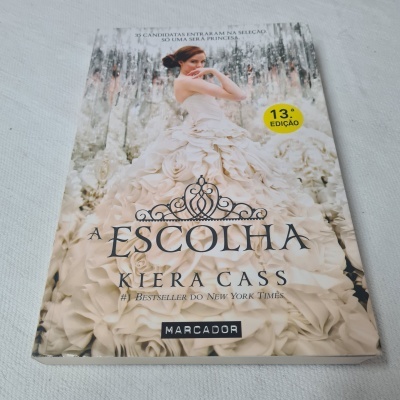 35 CANDIDATAS ENTRARAM NA SELEÇÃO.
SÓ UMA SERÁ PRINCESA.
13.ª
EDIÇÃO
A ESCOLHA
KIERA CASS
#1 BESTSELLER DO NEW YORK TIMES
MARCADOR